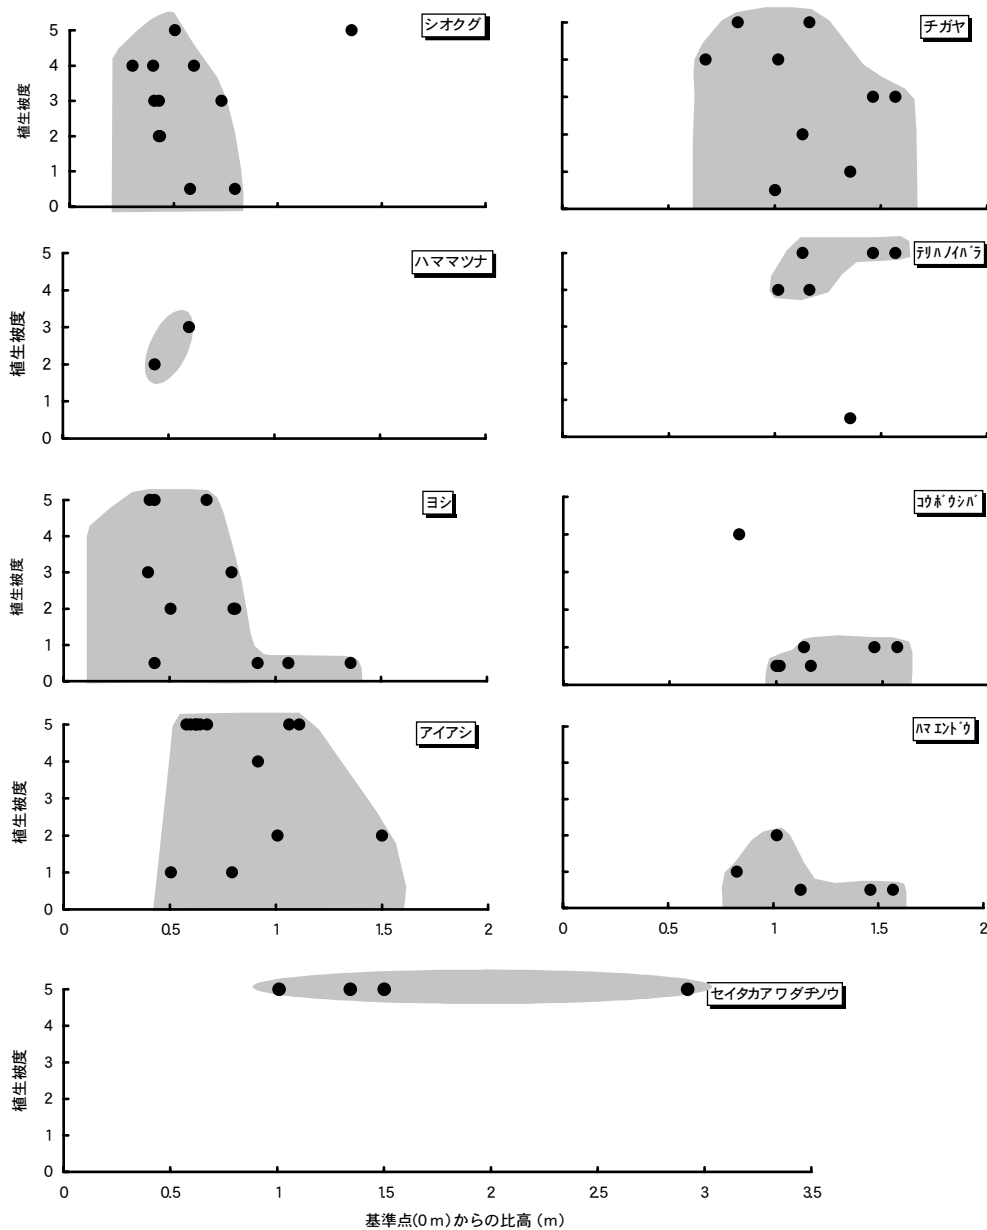 シオクグ
植生被度
5
4
3
2
1
0
チガヤ
ハママツナ
植生被度
5
4
3
2
1
0
ﾃﾘﾊﾉｲﾊﾞﾗ
ヨシ
植生被度
5
4
3
2
1
0
ｺｳﾎﾞｳｼﾊﾞ
アイアシ
植生被度
5
4
3
2
1
0
0 0.5 1 1.5 2
ﾊﾏｴﾝﾄﾞｳ
0 0.5 1 1.5 2
セイタカアワダチソウ
植生被度
5
4
3
2
1
0
0 0.5 1 1.5 2 2.5 3 3.5
基準点(0ｍ)からの比高（m）